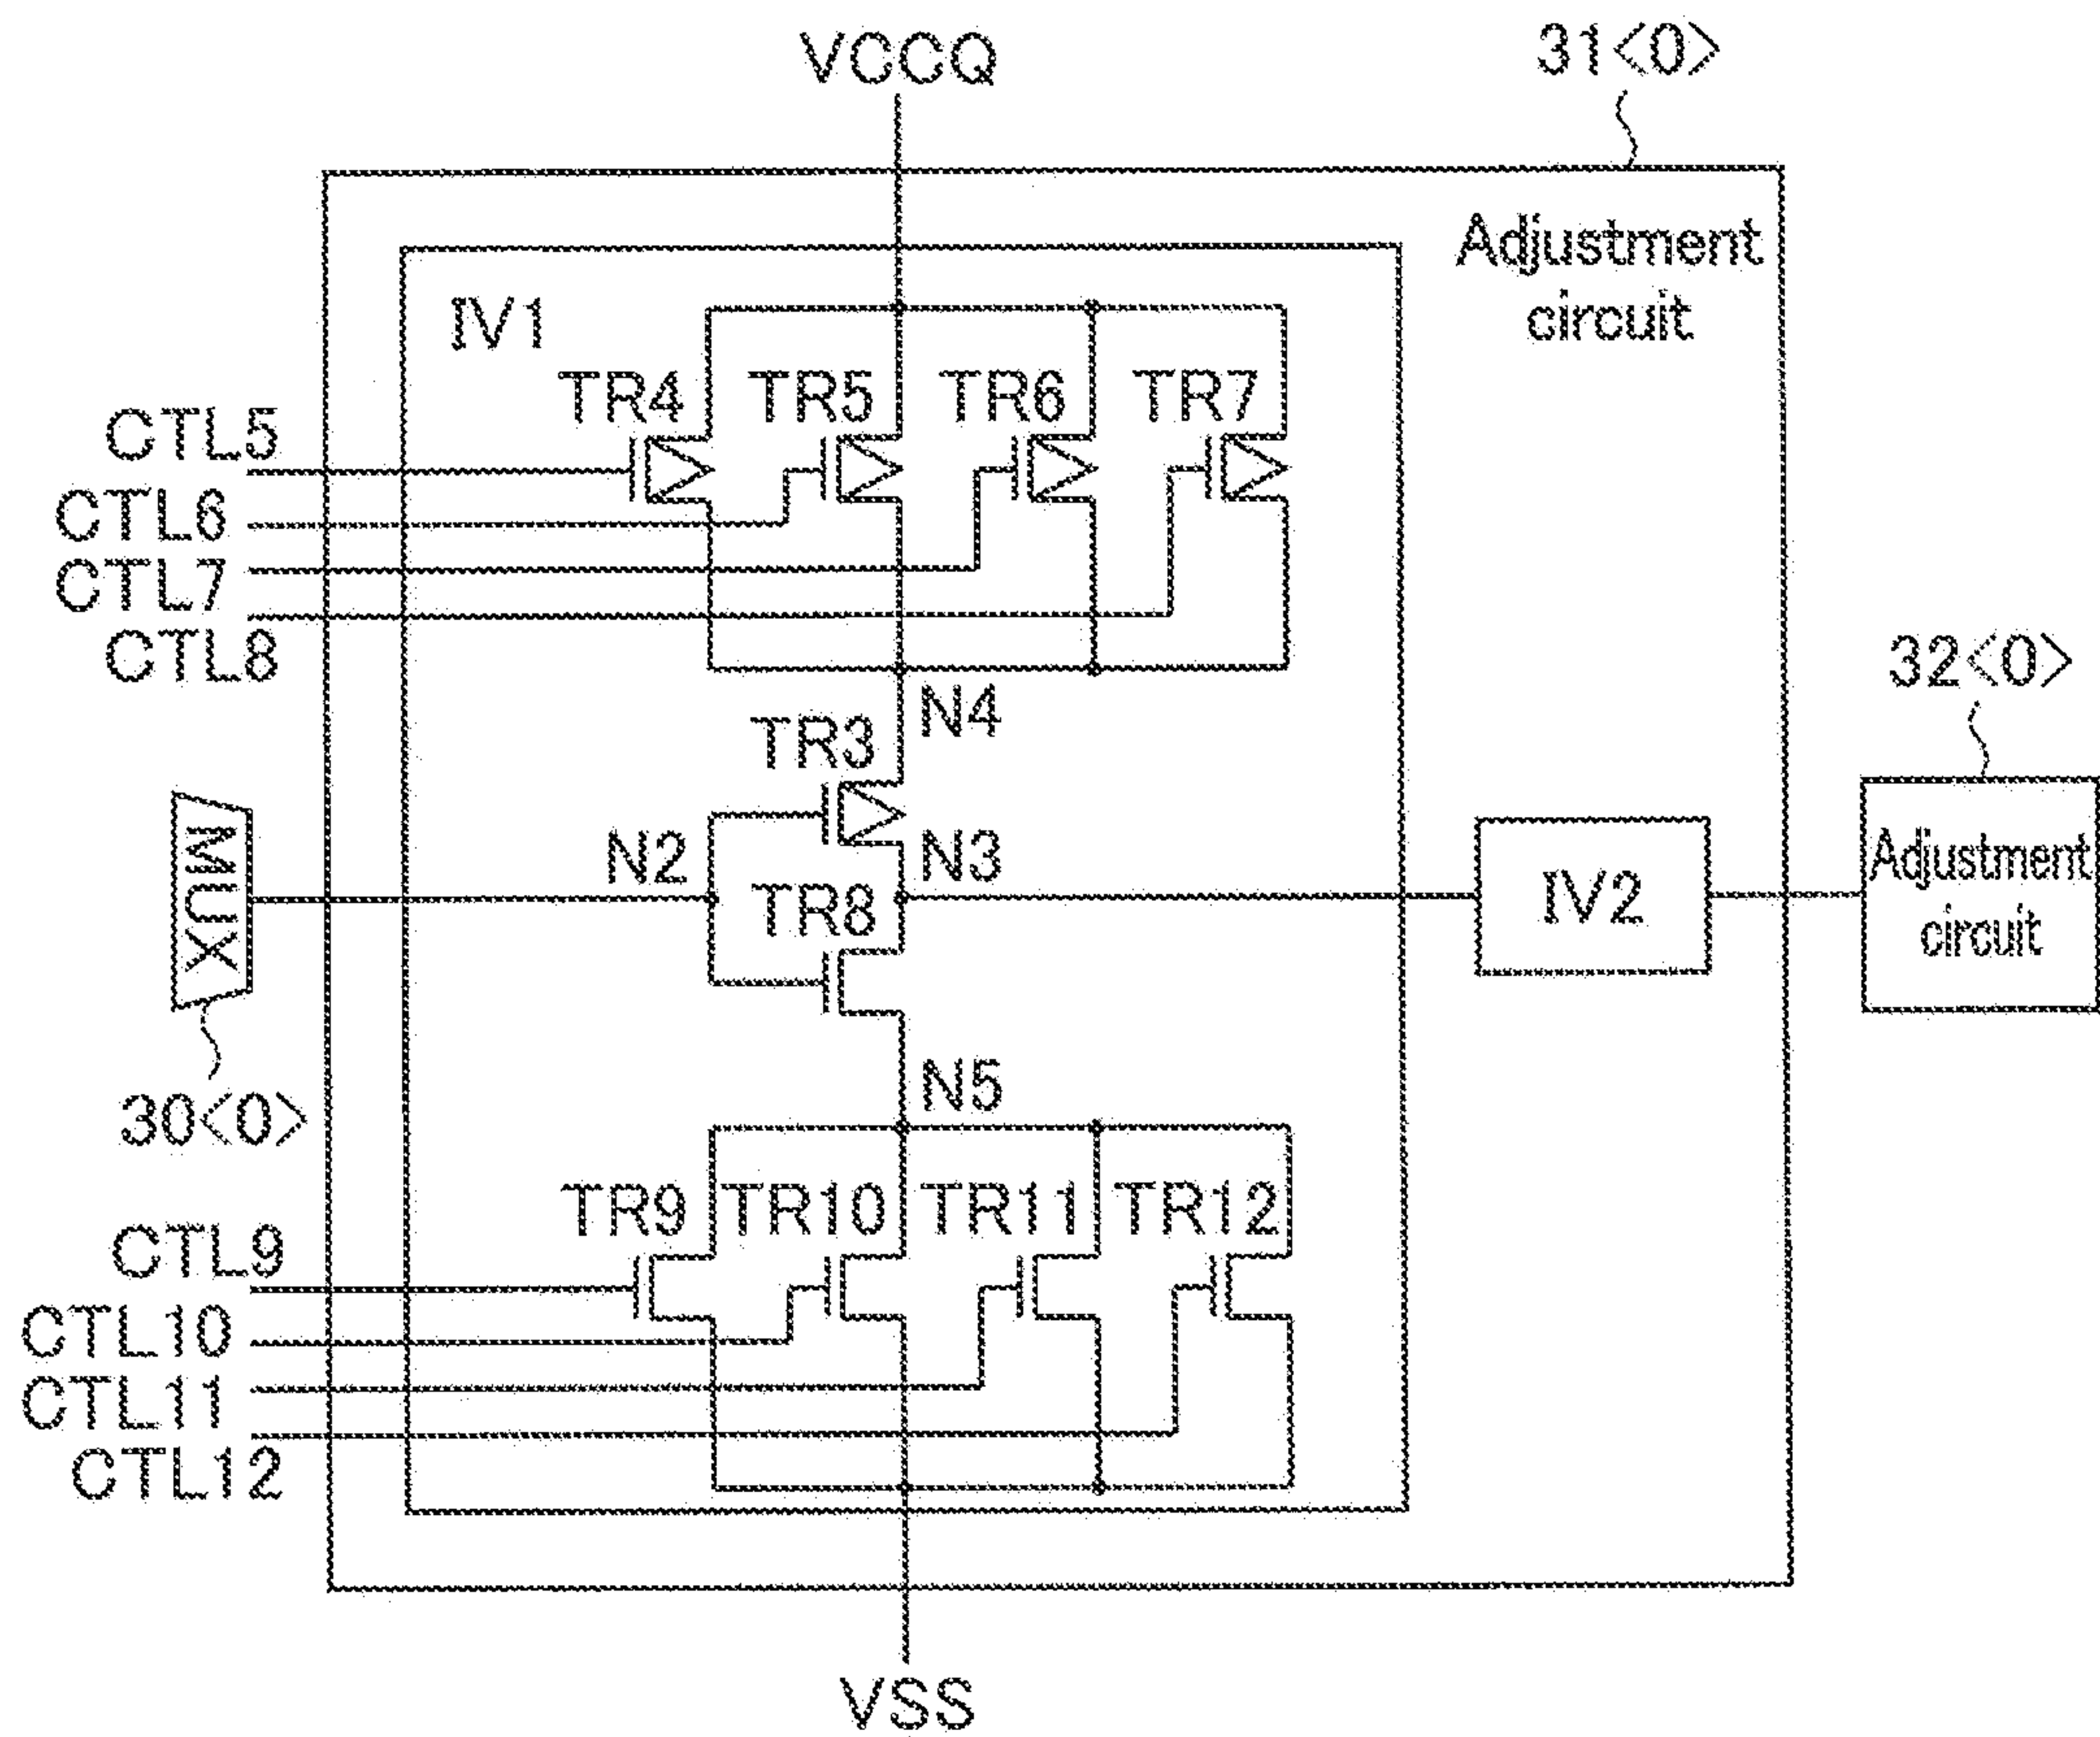 VCCQ
31<0>
Adjustment
circuit
IV1
TR4
TR5
TR6
TR7
CTL5
CTL6
CTL7
CTL8
N4
TR3
32<0>
MUX
N2
N3
TR8
IV2
Adjustment
circuit
30<0>
N5
TR9
TR10
TR11
TR12
CTL9
CTL10
CTL11
CTL12
VSS